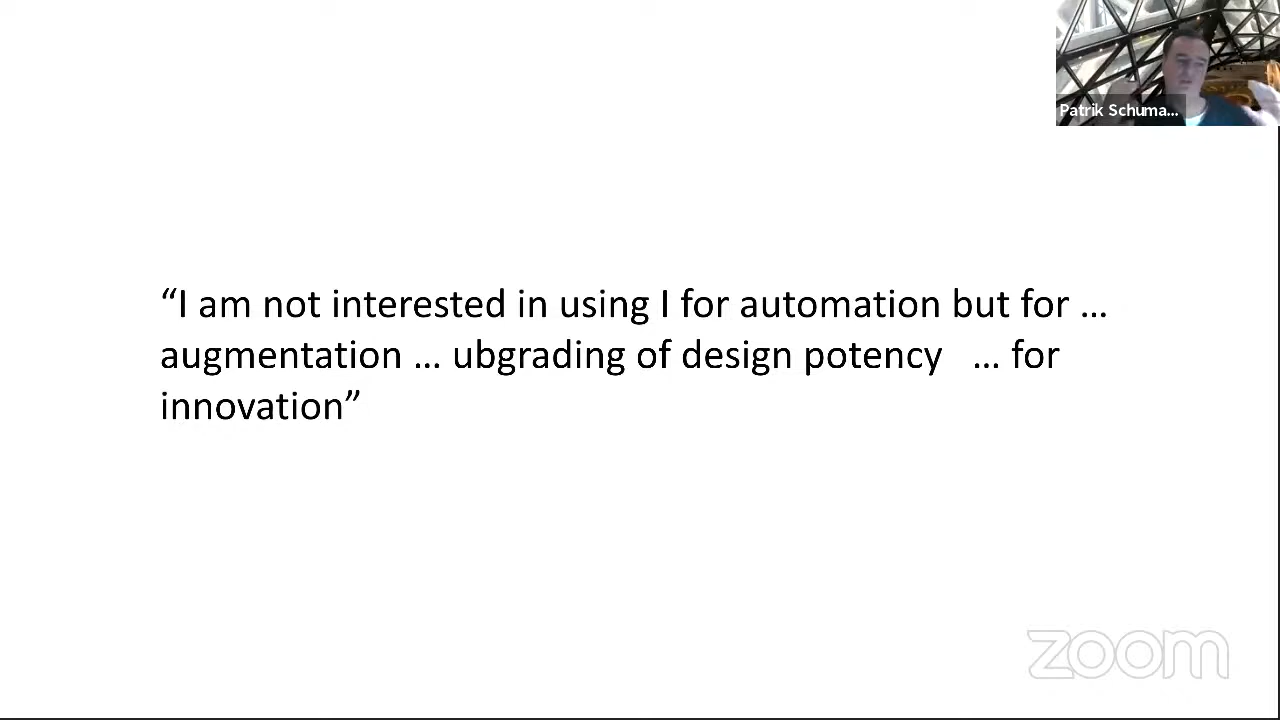 Patrik Schuma...
“I am not interested in using I for automation but for …
augmentation … ubgrading of design potency … for
innovation”
zoom